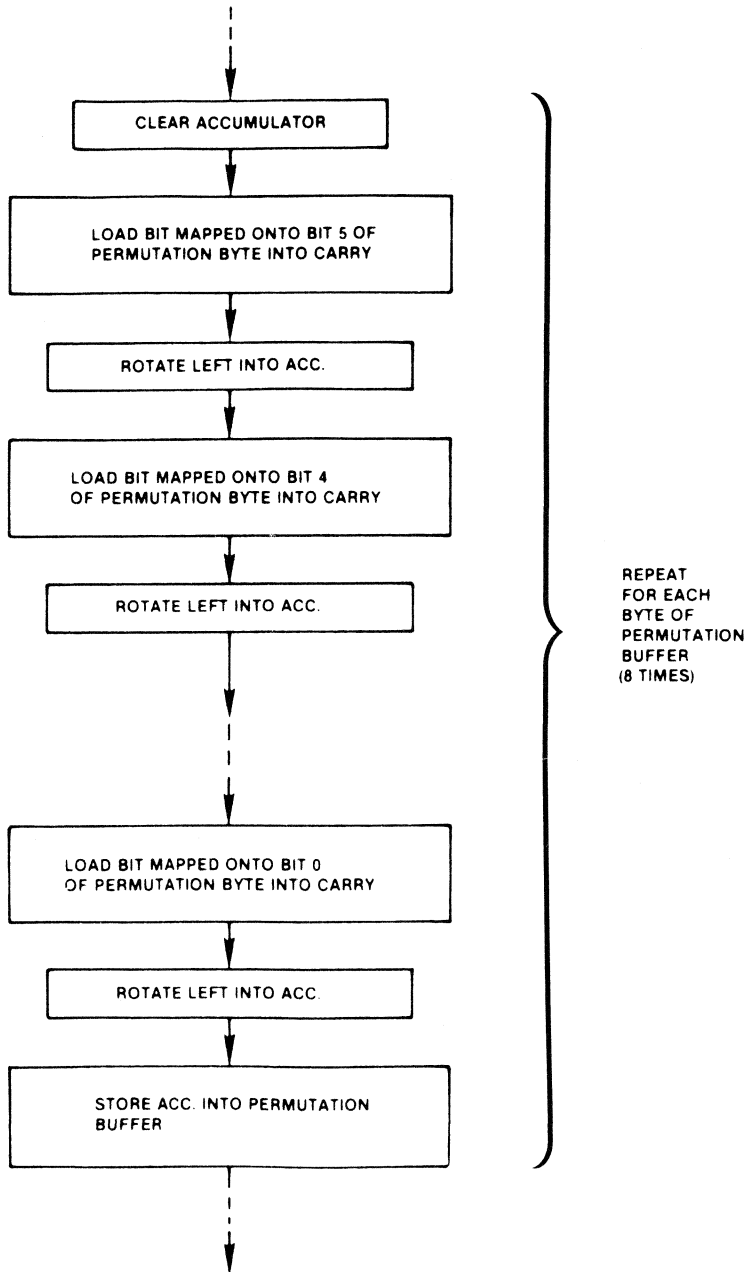 CLEAR ACCUMULATOR
LOAD BIT MAPPED ONTO BIT 5 OF
PERMUTATION BYTE INTO CARRY
ROTATE LEFT INTO ACC.
LOAD BIT MAPPED ONTO BIT 4
OF PERMUTATION BYTE INTO CARRY
ROTATE LEFT INTO ACC.
LOAD BIT MAPPED ONTO BIT 0
OF PERMUTATION BYTE INTO CARRY
ROTATE LEFT INTO ACC.
STORE ACC. INTO PERMUTATION
BUFFER
REPEAT
FOR EACH
BYTE OF
PERMUTATION
BUFFER
(8 TIMES)